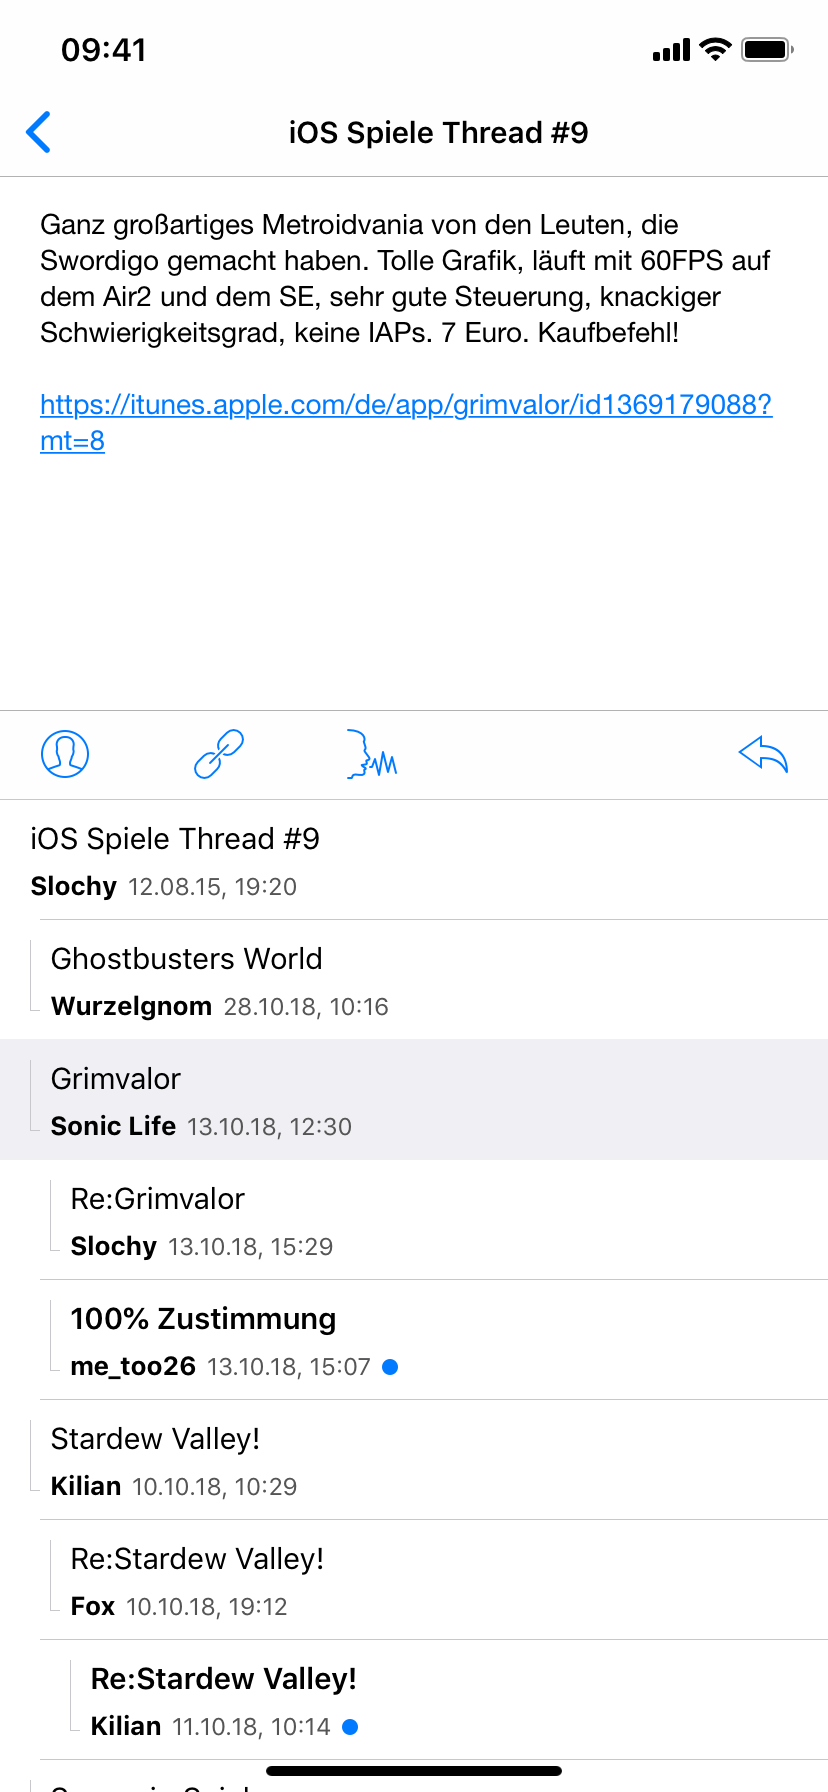 09:41
iOS Spiele Thread #9
Ganz großartiges Metroidvania von den Leuten, die
Swordigo gemacht haben. Tolle Grafik, läuft mit 60FPS auf
dem Air2 und dem SE, sehr gute Steuerung, knackiger
Schwierigkeitsgrad, keine IAPs. 7 Euro. Kaufbefehl!
https://itunes.apple.com/de/app/grimvalor/id1369179088?
mt=8
iOS Spiele Thread #9
Slochy 12.08.15, 19:20
Ghostbusters World
Wurzelgnom 28.10.18, 10:16
Grimvalor
Sonic Life 13.10.18, 12:30
Re:Grimvalor
Slochy 13.10.18, 15:29
100% Zustimmung
me_too26 13.10.18, 15:07
Stardew Valley!
Kilian 10.10.18, 10:29
Re:Stardew Valley!
Fox 10.10.18, 19:12
Re:Stardew Valley!
Kilian 11.10.18, 10:14